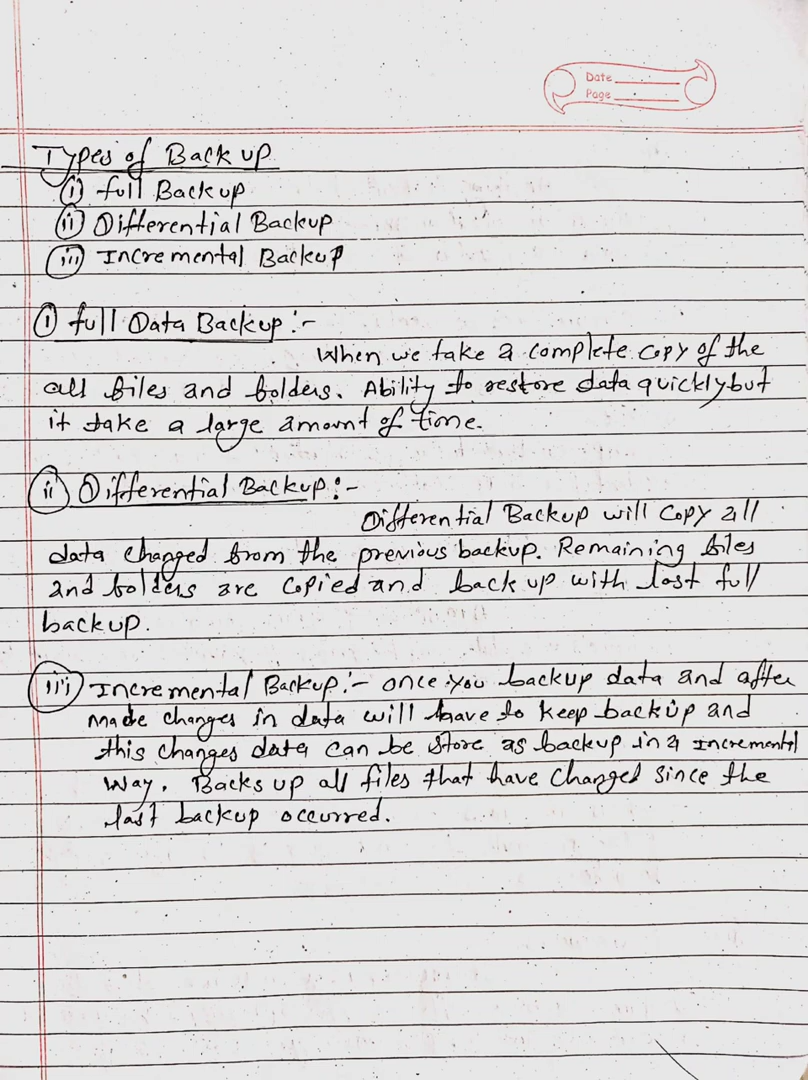 Date
Page
Types of Back up
(i) full Backup
(ii) Differential Backup
(iii) Incremental Backup
(i) full Data Backup :-
When we take a complete copy of the
all files and folders. Ability to restore data quickly but
it take a large amount of time.
(ii) Differential Backup :-
Differential Backup will copy all
data changed from the previous backup. Remaining files
and folders are copied and back up with last full
backup.
(iii) Incremental Backup :- once you backup data and after
made changes in data will have to keep backup and
this changes data can be store as backup in a incremental
way. Backs up all files that have changed since the
last backup occurred.